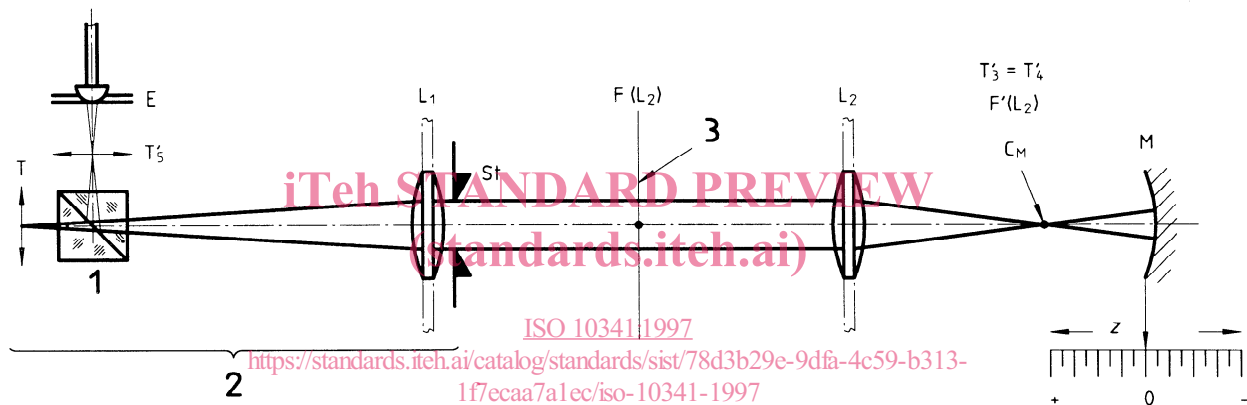 E
T'S
T
1
2
L1
St
F (L2)
3
L2
T'3 = T'4
F'(L2)
CM
M
z
+ 0 -
iTeh STANDARD PREVIEW
(standards.iteh.ai)
ISO 10341:1997
https://standards.iteh.ai/catalog/standards/sist/78d3b29e-9dfa-4c59-b313-
1f7ecaa7a1ec/iso-10341-1997